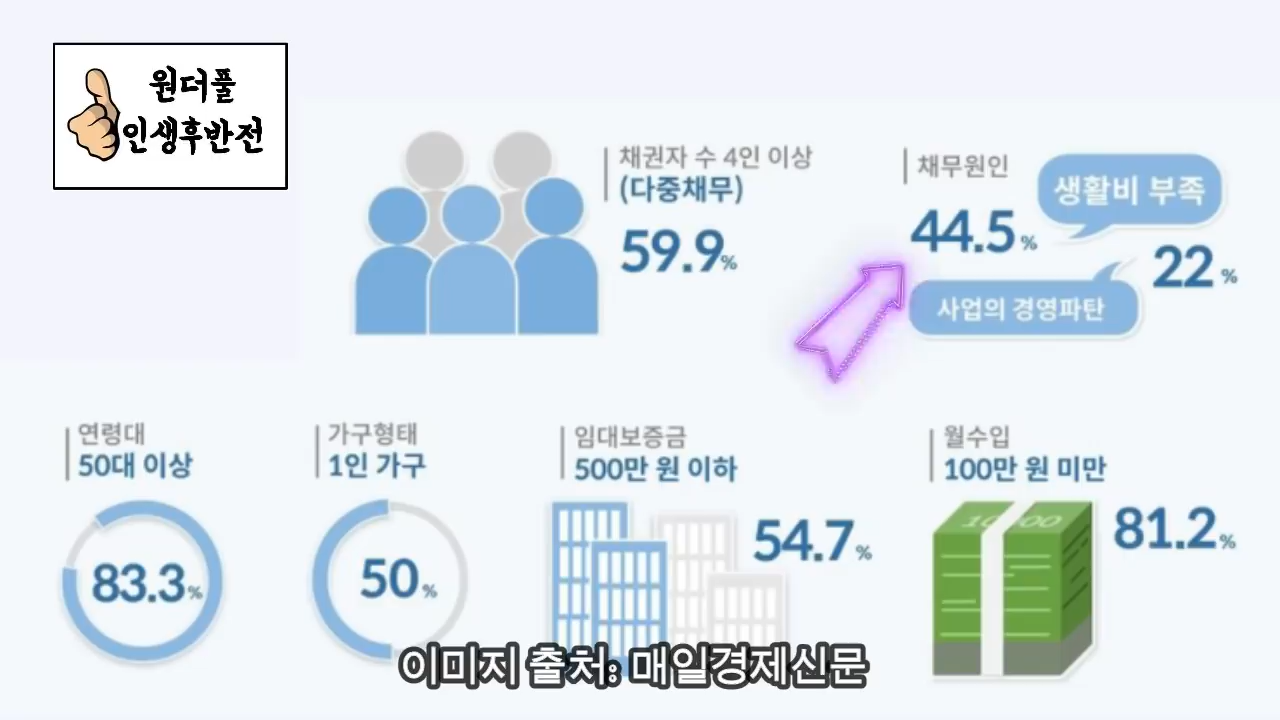 원더풀
인생후반전
채권자 수 4인 이상
(다중채무)
59.9%
채무원인
생활비 부족
44.5%
22%
사업의 경영파탄
연령대
50대 이상
83.3%
가구형태
1인 가구
50%
임대보증금
500만 원 이하
54.7%
월수입
100만 원 미만
10000
81.2%
이미지 출처: 매일경제신문